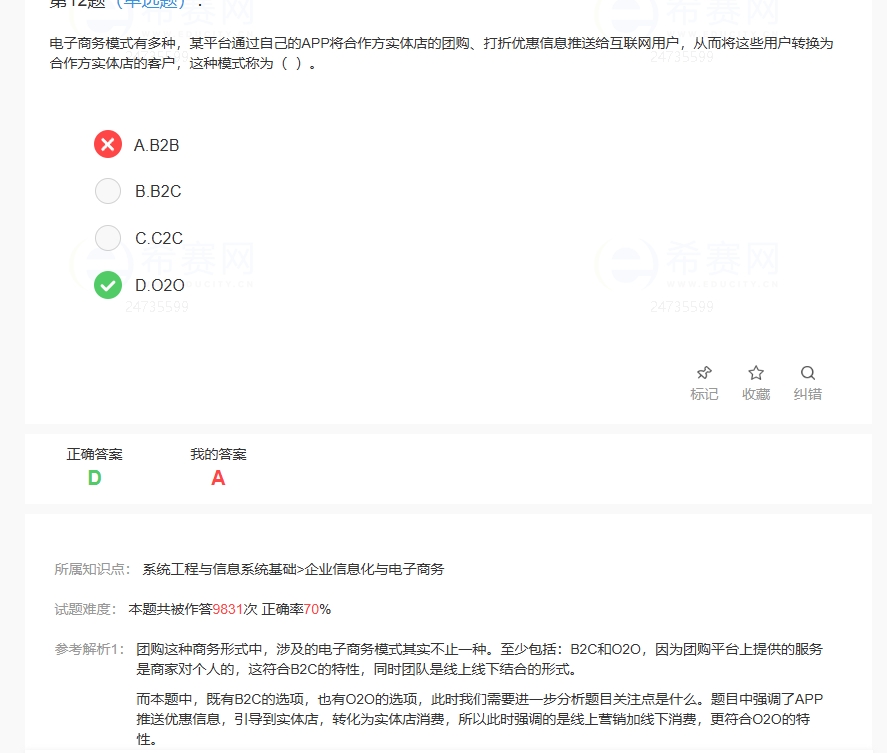 第12题（单选题）：
希赛网
希赛网
24735599
电子商务模式有多种，某平台通过自己的APP将合作方实体店的团购、打折优惠信息推送给互联网用户，从而将这些用户转换为
合作方实体店的客户，这种模式称为（ ）。
A.B2B
B.B2C
C.C2C
D.O2O
希赛网
希赛网
24735599
24735599
标记 收藏 纠错
正确答案 我的答案
D A
所属知识点： 系统工程与信息系统基础>企业信息化与电子商务
试题难度： 本题共被作答9831次 正确率70%
参考解析1： 团购这种商务形式中，涉及的电子商务模式其实不止一种。至少包括：B2C和O2O，因为团购平台上提供的服务
是商家对个人的，这符合B2C的特性，同时团队是线上线下结合的形式。
而本题中，既有B2C的选项，也有O2O的选项，此时我们需要进一步分析题目关注点是什么。题目中强调了APP
推送优惠信息，引导到实体店，转化为实体店消费，所以此时强调的是线上营销加线下消费，更符合O2O的特
性。